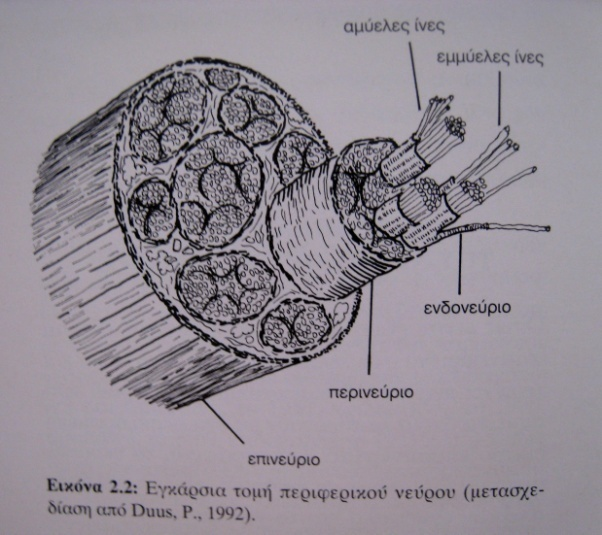 αμύελες ίνες
εμμύελες ίνες
ενδονεύριο
περινεύριο
επινεύριο
Εικόνα 2.2: Εγκάρσια τομή περιφερικού νεύρου (μετασχε-
δίαση από Duus, P., 1992).